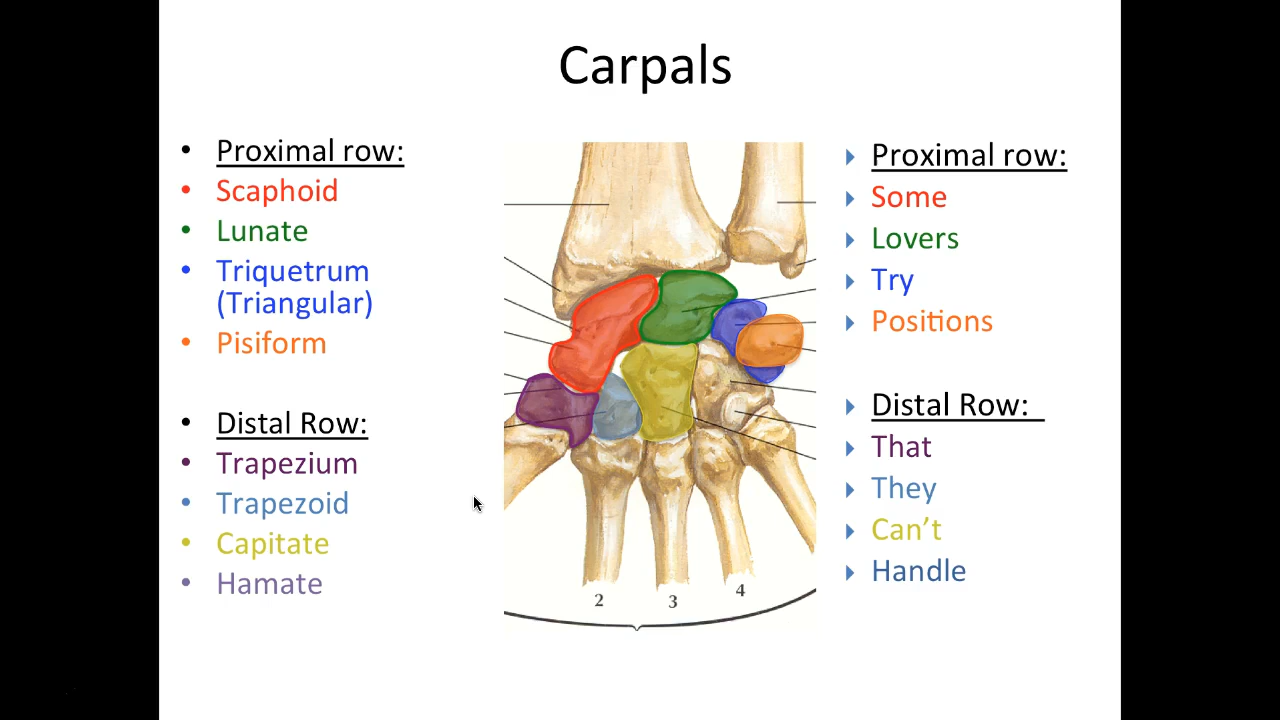 Carpals
• Proximal row:
• Scaphoid
• Lunate
• Triquetrum
(Triangular)
• Pisiform
• Distal Row:
• Trapezium
• Trapezoid
• Capitate
• Hamate
2 3 4
Proximal row:
Some
Lovers
Try
Positions
Distal Row:
That
They
Can’t
Handle